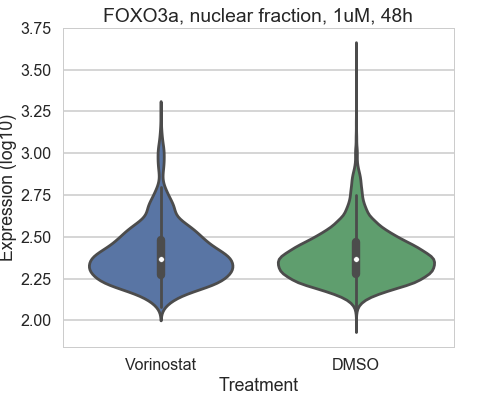 FOXO3a, nuclear fraction, 1uM, 48h
3.75
3.50
3.25
3.00
2.75
2.50
2.25
2.00
Expression (log10)
Vorinostat DMSO
Treatment